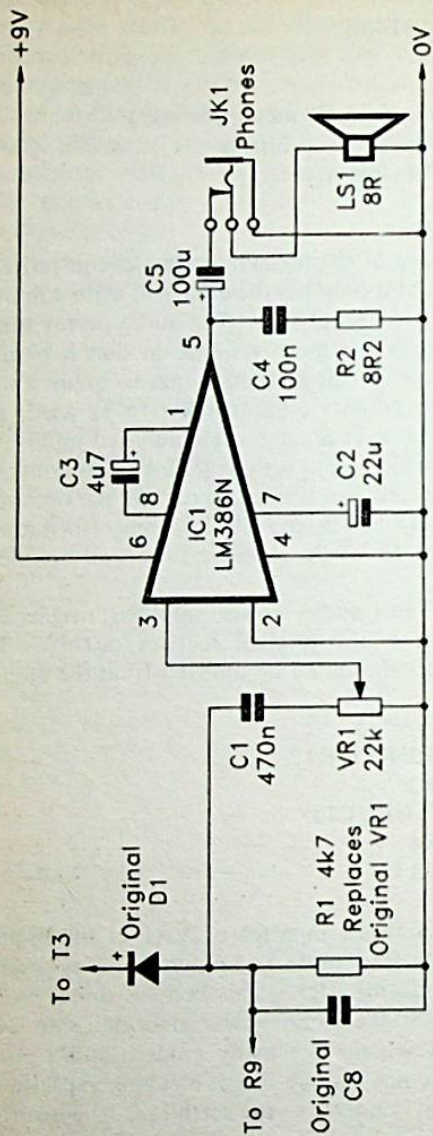 +9V
0V
JK1
Phones
LS1
8R
C5
100u
+
5
C4
100n
R2
8R2
C3
4u7
+
1
8
6
IC1
LM386N
7
4
C2
22u
+
3
2
C1
470n
VR1
22k
To T3
+
Original
D1
R1 4k7
Replaces
Original VR1
To R9
Original
C8